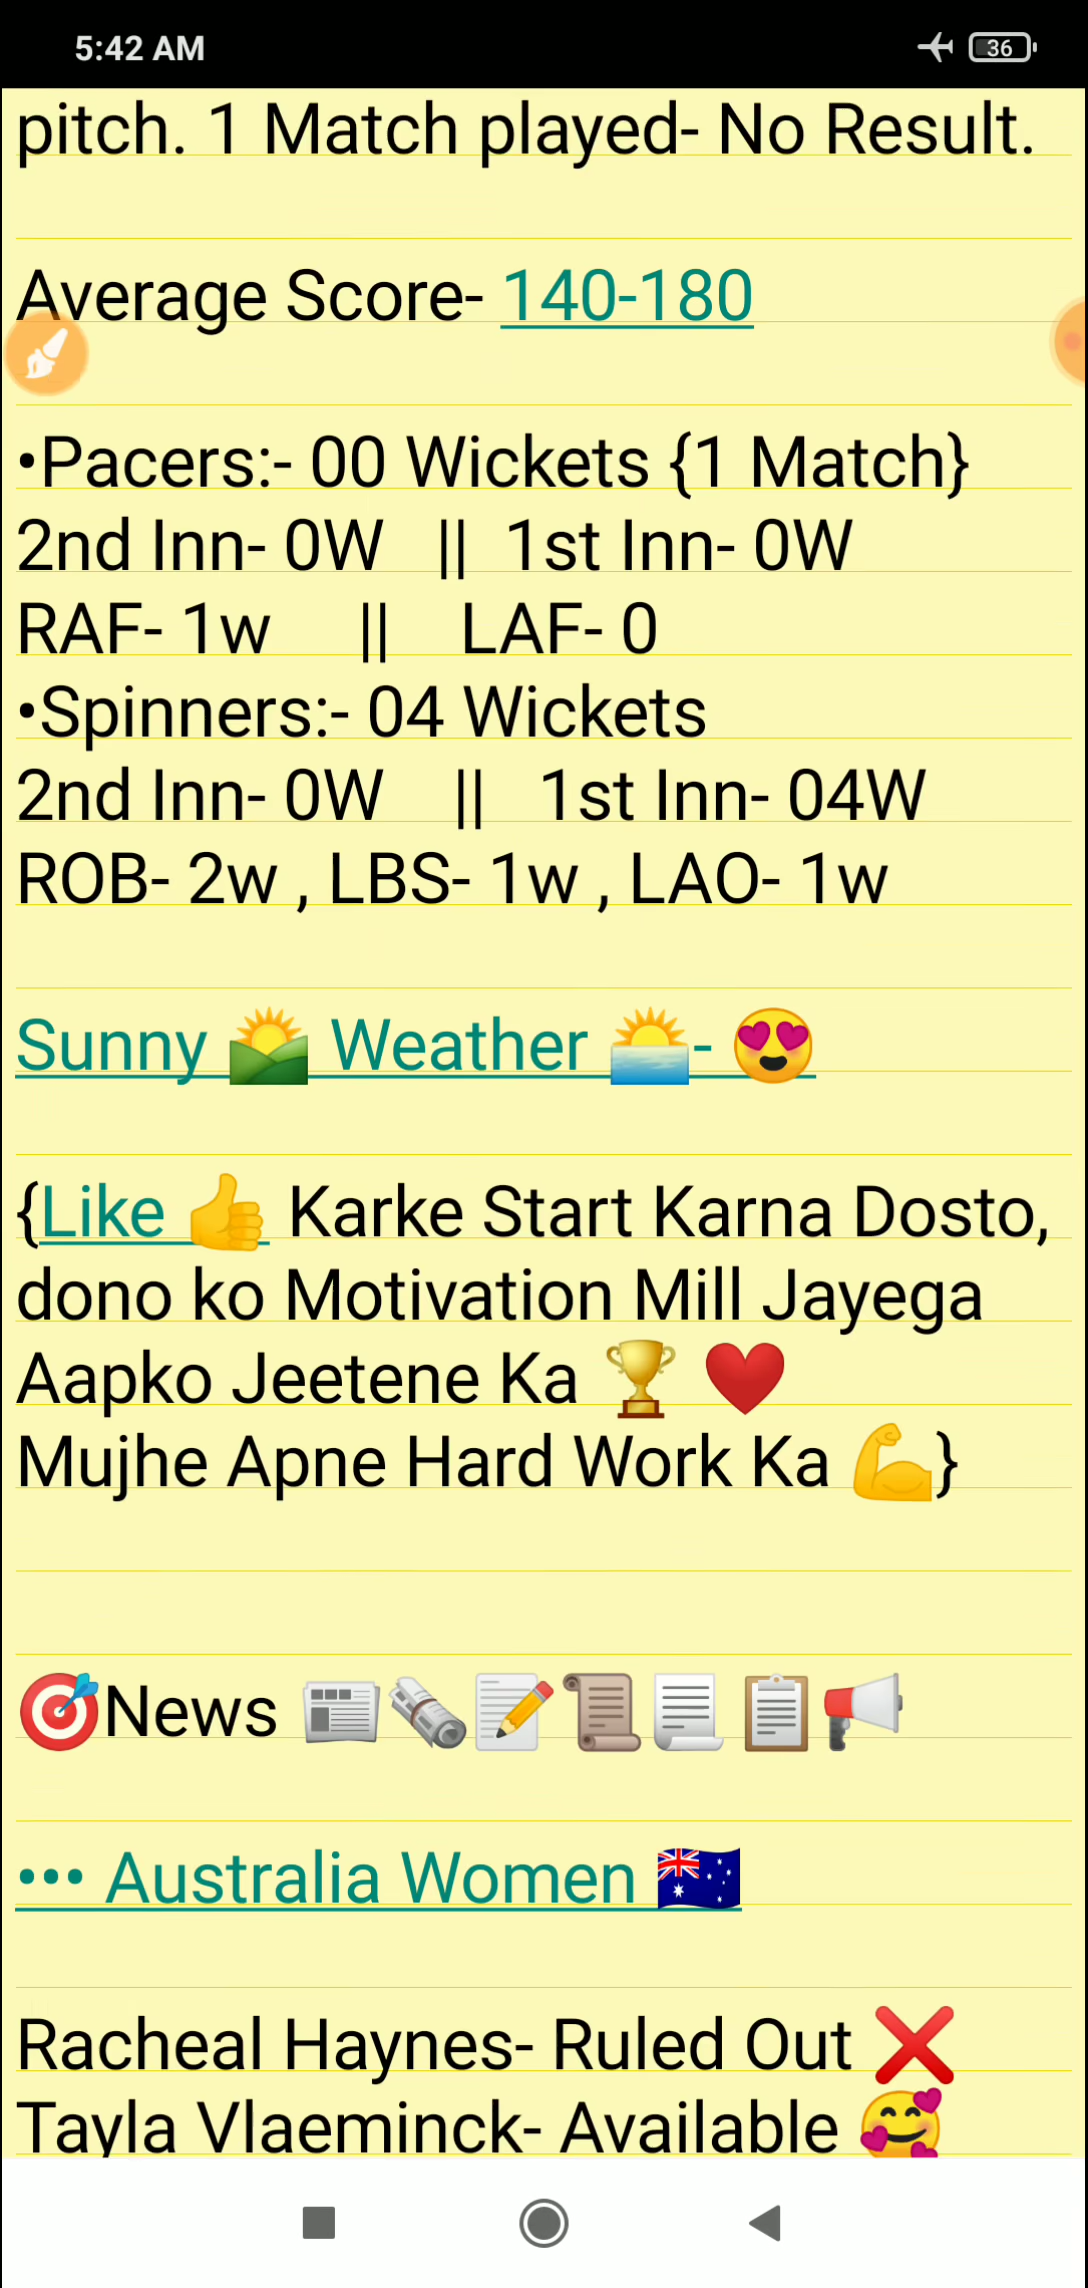 5:42 AM
36
pitch. 1 Match played- No Result.
Average Score- 140-180
•Pacers:- 00 Wickets {1 Match}
2nd Inn- 0W || 1st Inn- 0W
RAF- 1w || LAF- 0
•Spinners:- 04 Wickets
2nd Inn- 0W || 1st Inn- 04W
ROB- 2w , LBS- 1w , LAO- 1w
Sunny 🌄 Weather 🌅- 😍
{Like 👍 Karke Start Karna Dosto,
dono ko Motivation Mill Jayega
Aapko Jeetene Ka 🏆 ❤️
Mujhe Apne Hard Work Ka 💪}
🎯News 📰🗞️📝📜📃📋📢
••• Australia Women 🇦🇺
Racheal Haynes- Ruled Out ❌
Tayla Vlaeminck- Available 🥰